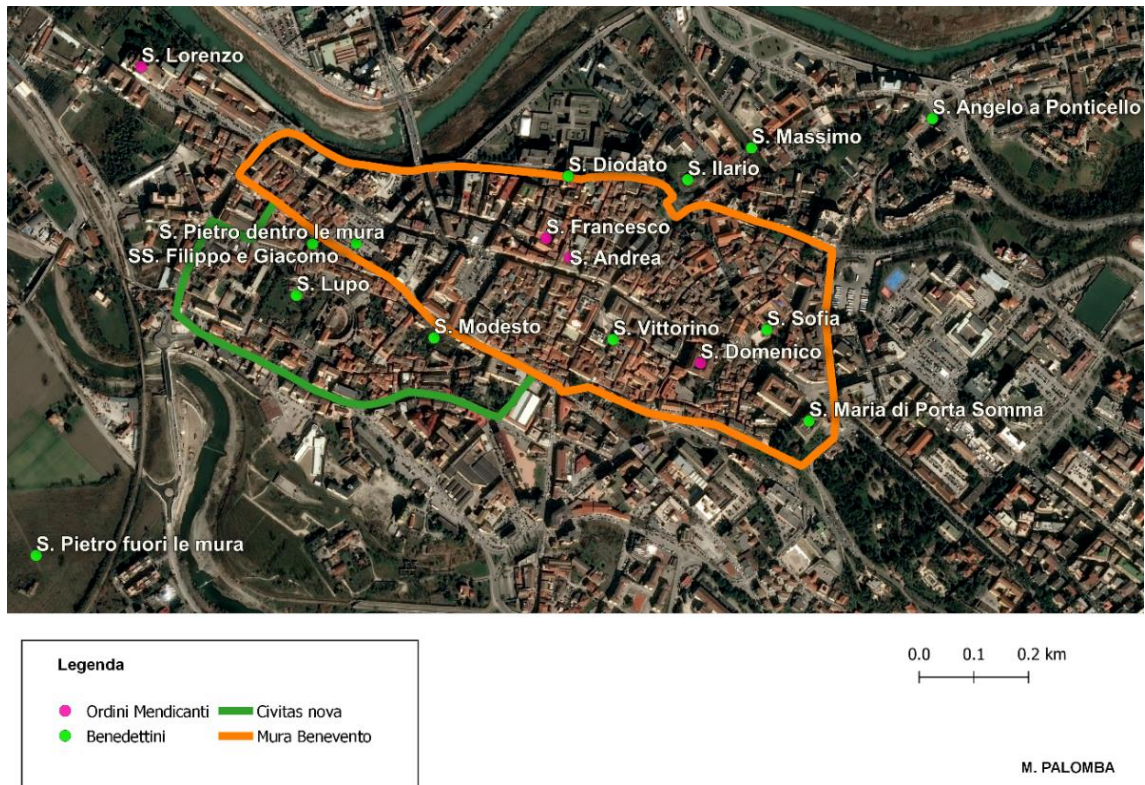 S. Lorenzo
S. Angelo a Ponticello
S. Massimo
S. Diodato
S. Ilario
S. Francesco
S. Pietro dentro le mura
SS. Filippo e Giacomo
S. Andrea
S. Lupo
S. Modesto
S. Vittorino
S. Sofia
S. Domenico
S. Maria di Porta Somma
S. Pietro fuori le mura
Legenda
Ordini Mendicanti
Civitas nova
Benedettini
Mura Benevento
0.0 0.1 0.2 km
M. PALOMBA